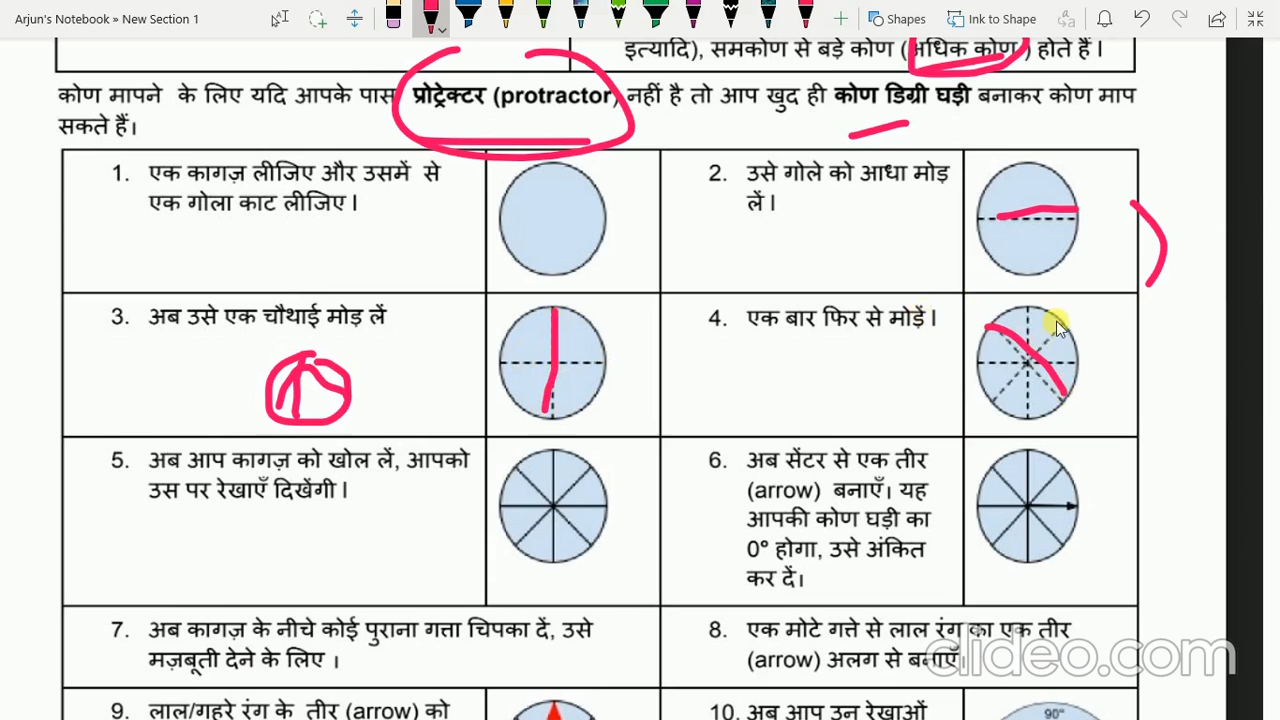 Arjun's Notebook » New Section 1
Shapes
Ink to Shape
इत्यादि), समकोण से बड़े कोण (अधिक कोण) होते हैं।
कोण मापने के लिए यदि आपके पास प्रोट्रेक्टर (protractor) नहीं है तो आप खुद ही कोण डिग्री घड़ी बनाकर कोण माप
सकते हैं।
1. एक कागज़ लीजिए और उसमें से
एक गोला काट लीजिए।
2. उसे गोले को आधा मोड़
लें।
3. अब उसे एक चौथाई मोड़ लें
4. एक बार फिर से मोड़ें।
5. अब आप कागज़ को खोल लें, आपको
उस पर रेखाएँ दिखेंगी।
6. अब सेंटर से एक तीर
(arrow) बनाएँ। यह
आपकी कोण घड़ी का
0° होगा, उसे अंकित
कर दें।
7. अब कागज़ के नीचे कोई पुराना गत्ता चिपका दें, उसे
मज़बूती देने के लिए ।
8. एक मोटे गत्ते से लाल रंग का एक तीर
(arrow) अलग से बनाएँ।
clideo.com
9. लाल/गहरे रंग के तीर (arrow) को
10. अब आप उन रेखाओं
90°